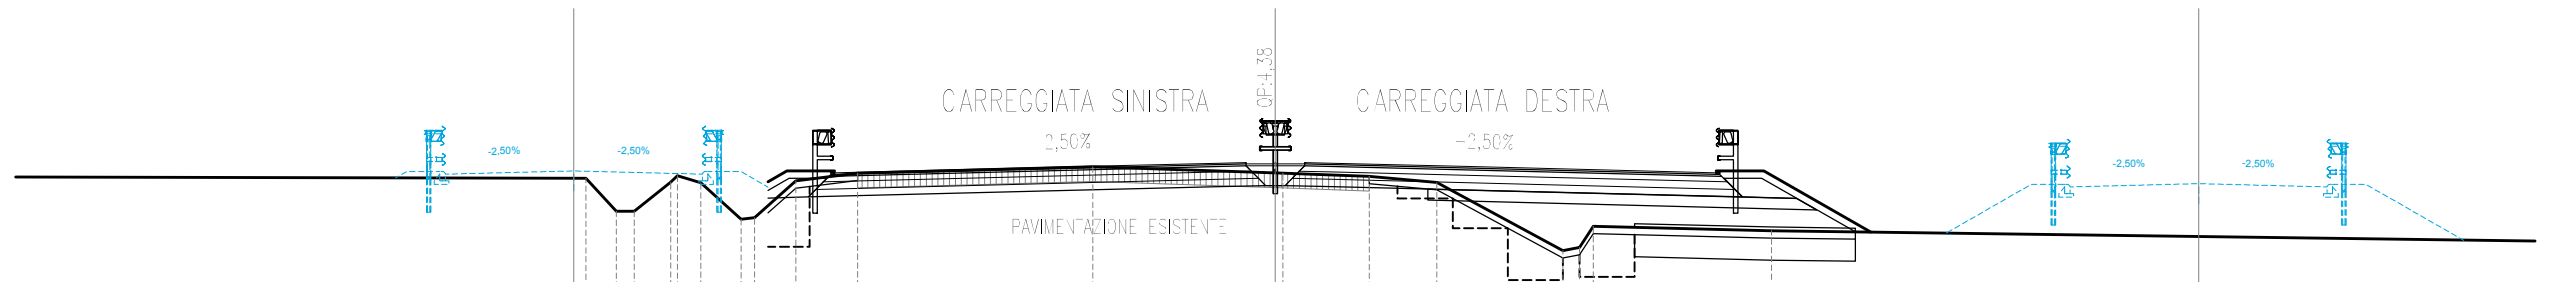 QP:4,38
CARREGGIATA SINISTRA
CARREGGIATA DESTRA
2,50%
-2,50%
-2,50%
-2,50%
-2,50%
-2,50%
PAVIMENTAZIONE ESISTENTE